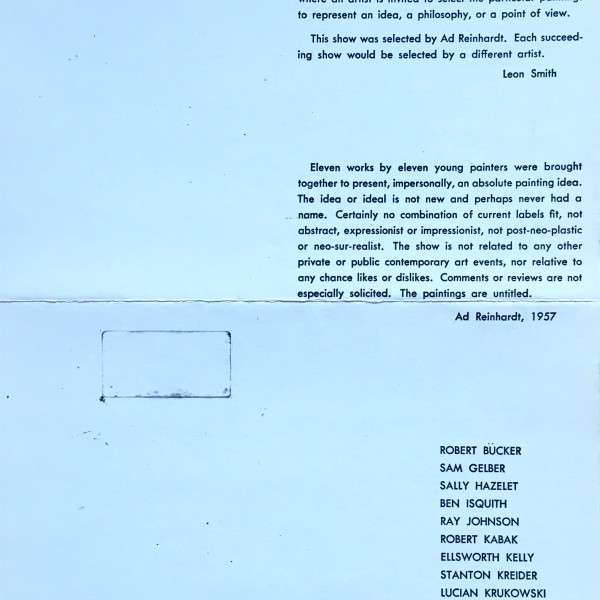 where an artist is invited to select the particular paintings
to represent an idea, a philosophy, or a point of view.
This show was selected by Ad Reinhardt. Each succeed-
ing show would be selected by a different artist.
Leon Smith
Eleven works by eleven young painters were brought
together to present, impersonally, an absolute painting idea.
The idea or ideal is not new and perhaps never had a
name. Certainly no combination of current labels fit, not
abstract, expressionist or impressionist, not post-neo-plastic
or neo-sur-realist. The show is not related to any other
private or public contemporary art events, nor relative to
any chance likes or dislikes. Comments or reviews are not
especially solicited. The paintings are untitled.
Ad Reinhardt, 1957
ROBERT BÜCKER
SAM GELBER
SALLY HAZELET
BEN ISQUITH
RAY JOHNSON
ROBERT KABAK
ELLSWORTH KELLY
STANTON KREIDER
LUCIAN KRUKOWSKI